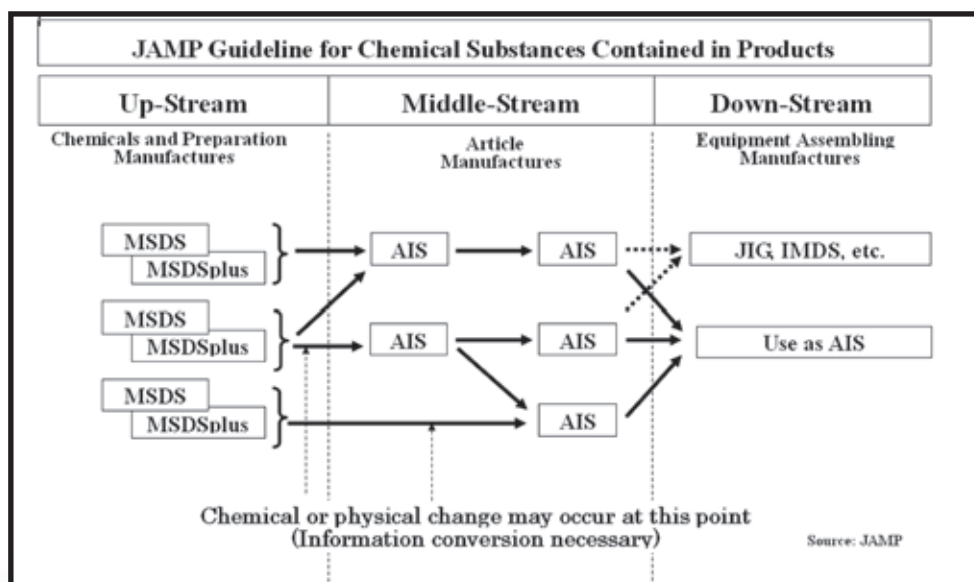 JAMP Guideline for Chemical Substances Contained in Products
Up-Stream
Middle-Stream
Down-Stream
Chemicals and Preparation
Manufactures
Article
Manufactures
Equipment Assembling
Manufactures
MSDS
MSDSplus
AIS
AIS
JIG, IMDS, etc.
MSDS
MSDSplus
AIS
AIS
Use as AIS
MSDS
MSDSplus
AIS
Chemical or physical change may occur at this point
(Information conversion necessary)
Source: JAMP